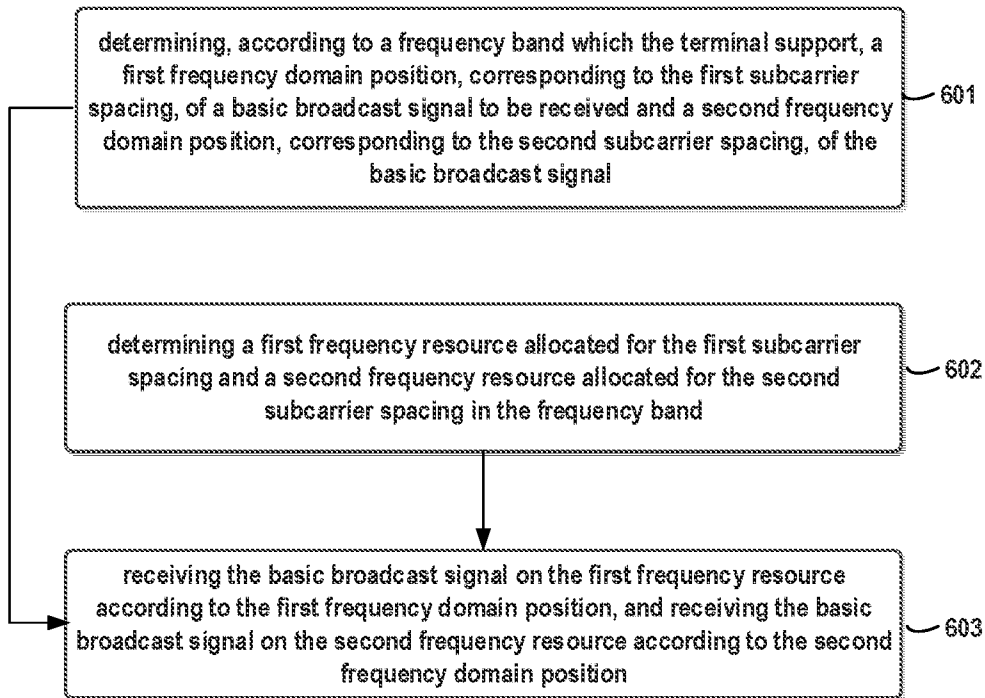 determining, according to a frequency band which the terminal support, a
first frequency domain position, corresponding to the first subcarrier
spacing, of a basic broadcast signal to be received and a second frequency
domain position, corresponding to the second subcarrier spacing, of the
basic broadcast signal
601
determining a first frequency resource allocated for the first subcarrier
spacing and a second frequency resource allocated for the second
subcarrier spacing in the frequency band
602
receiving the basic broadcast signal on the first frequency resource
according to the first frequency domain position, and receiving the basic
broadcast signal on the second frequency resource according to the second
frequency domain position
603